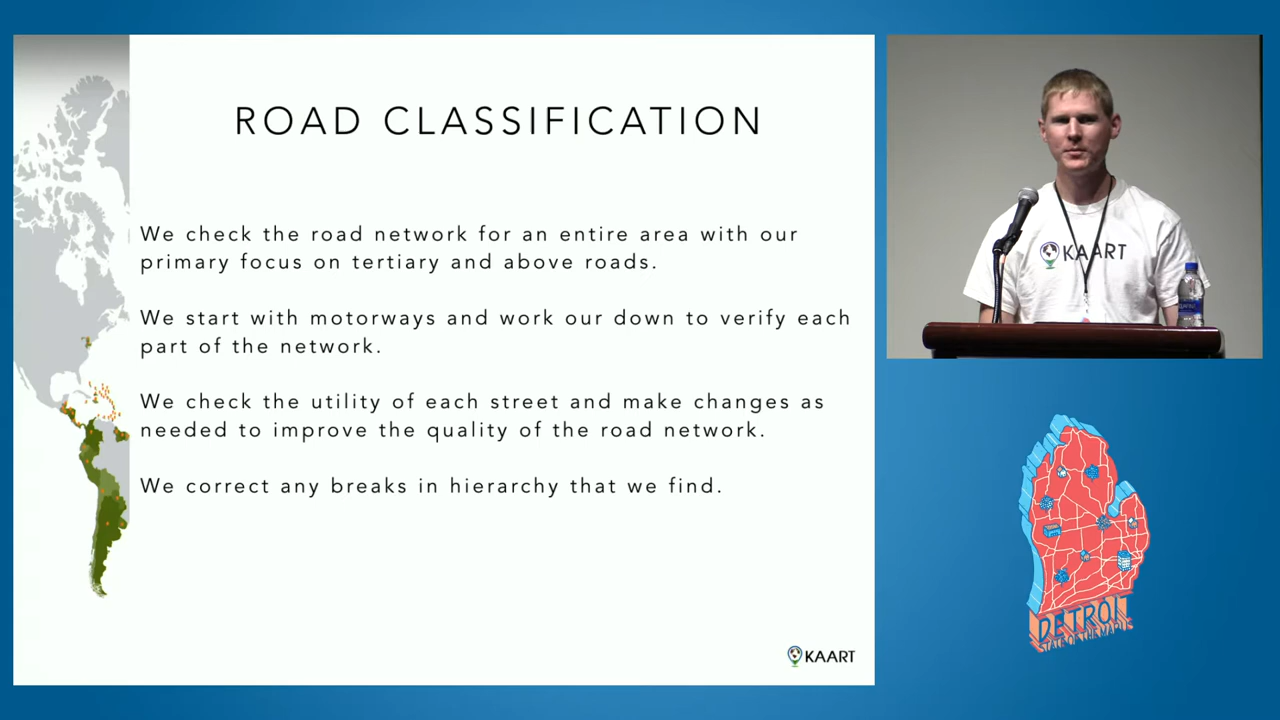 ROAD CLASSIFICATION
We check the road network for an entire area with our
primary focus on tertiary and above roads.
We start with motorways and work our down to verify each
part of the network.
We check the utility of each street and make changes as
needed to improve the quality of the road network.
We correct any breaks in hierarchy that we find.
KAART
KAART
DETROIT
STATE OF THE MAP US